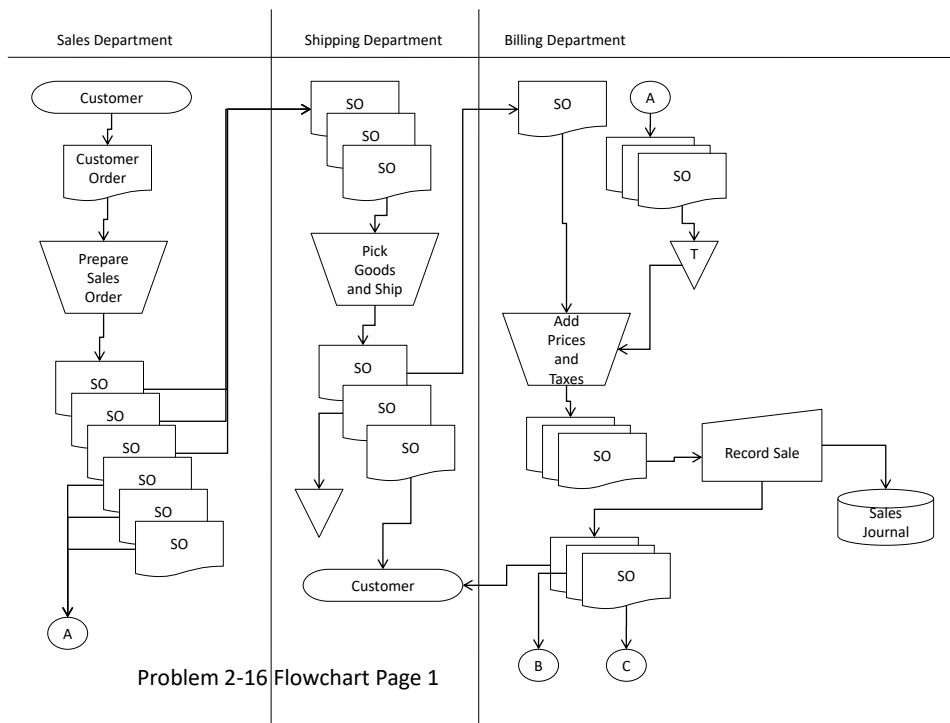 Sales Department
Shipping Department
Billing Department
Customer
Customer
Order
Prepare
Sales
Order
SO
SO
SO
SO
SO
SO
A
SO
SO
SO
Pick
Goods
and Ship
SO
SO
SO
Customer
SO
A
SO
T
Add
Prices
and
Taxes
SO
Record Sale
Sales
Journal
SO
B
C
Problem 2-16 Flowchart Page 1